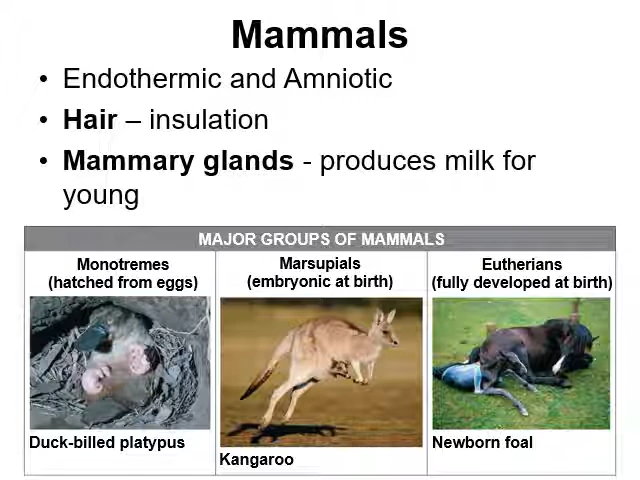 Mammals
• Endothermic and Amniotic
• Hair – insulation
• Mammary glands - produces milk for
young
MAJOR GROUPS OF MAMMALS
Monotremes
(hatched from eggs)
Marsupials
(embryonic at birth)
Eutherians
(fully developed at birth)
Duck-billed platypus
Kangaroo
Newborn foal